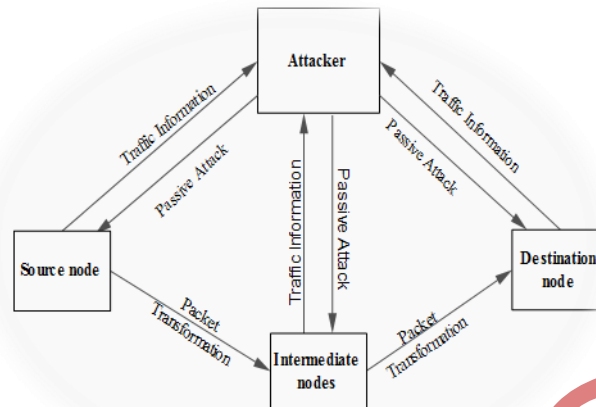 Attacker
Traffic Information
Passive Attack
Traffic Information
Passive Attack
Passive Attack
Traffic Information
Source node
Destination
node
Packet
Transformation
Intermediate
nodes
Packet
Transformation